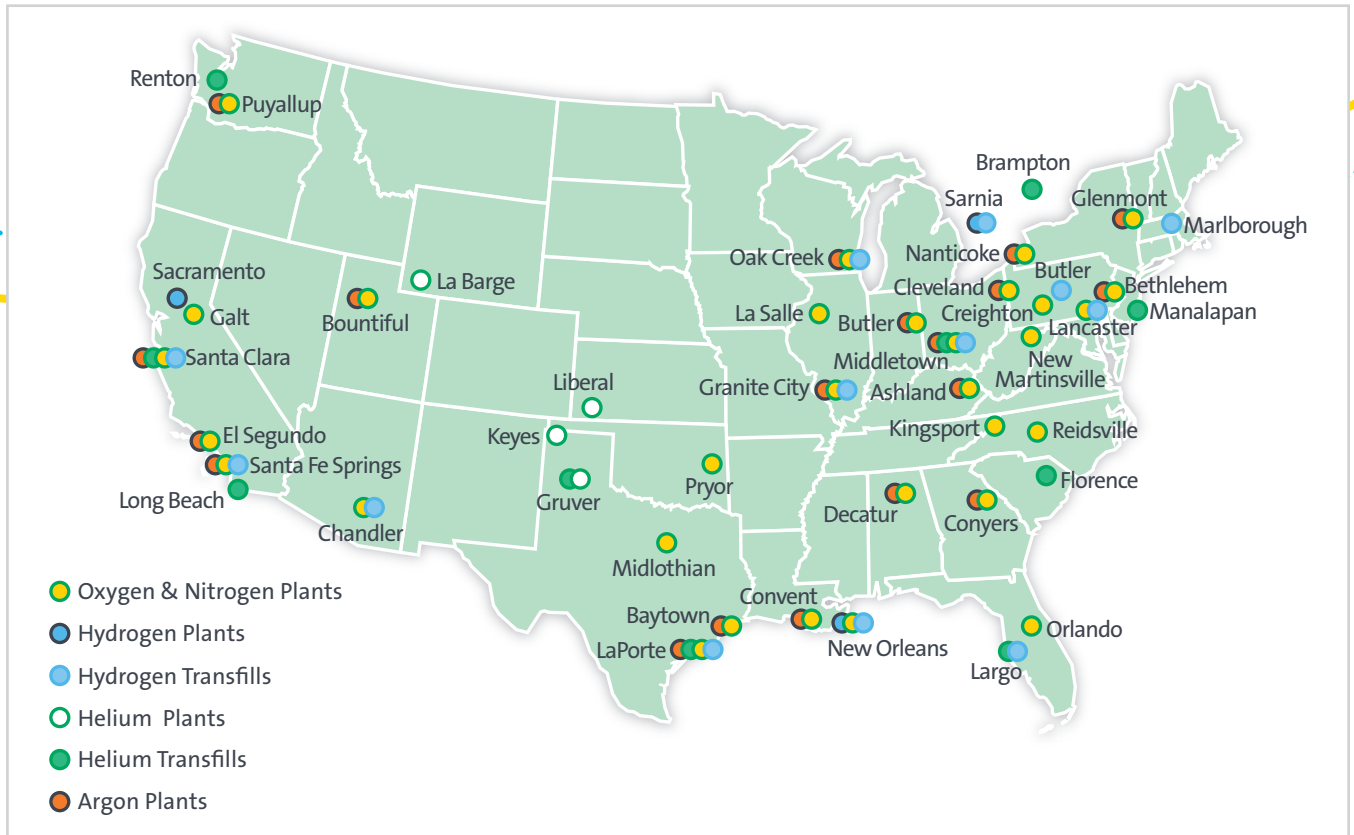 Renton
Puyallup
Brampton
Sarnia
Glenmont
Marlborough
Nanticoke
Oak Creek
Sacramento
La Barge
Cleveland
Butler
Bethlehem
Galt
Bountiful
La Salle
Butler
Creighton
Lancaster
Manalapan
Santa Clara
Middletown
New
Martinsville
Liberal
Granite City
Ashland
Keyes
El Segundo
Kingsport
Reidsville
Santa Fe Springs
Gruver
Pryor
Florence
Long Beach
Chandler
Decatur
Conyers
Midlothian
Convent
Baytown
Orlando
LaPorte
New Orleans
Largo
Oxygen & Nitrogen Plants
Hydrogen Plants
Hydrogen Transfills
Helium Plants
Helium Transfills
Argon Plants